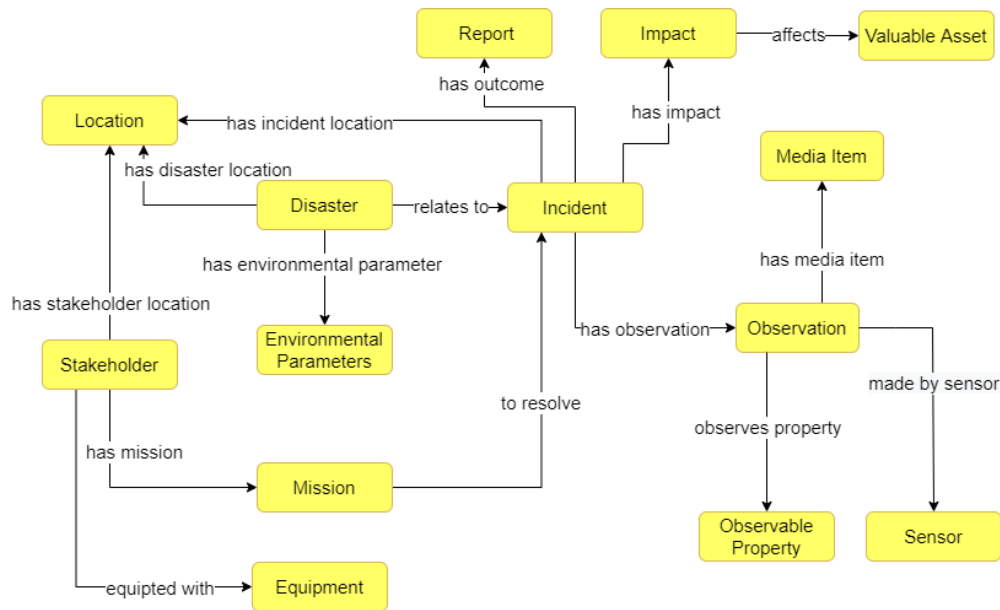 Report
Impact
affects
Valuable Asset
has outcome
has impact
Location
has incident location
Media Item
has disaster location
Disaster
relates to
Incident
has environmental parameter
has media item
has stakeholder location
Environmental
Parameters
has observation
Observation
Stakeholder
made by sensor
to resolve
observes property
has mission
Mission
Observable
Property
Sensor
equipted with
Equipment